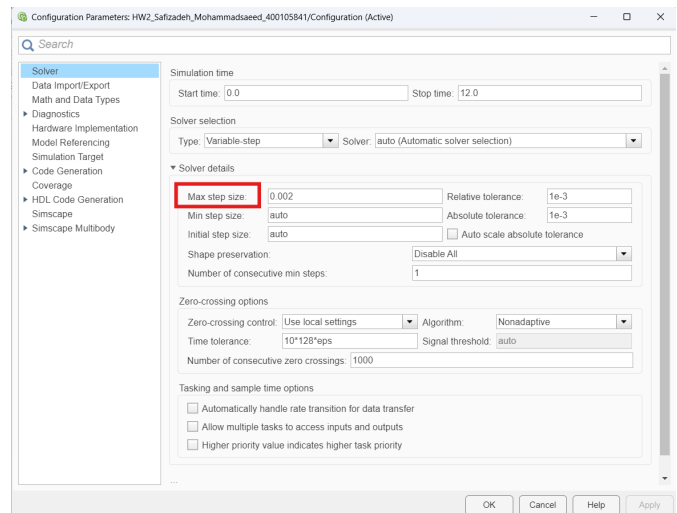 Configuration Parameters: HW2_Safizadeh_Mohammadsaeed_400105841/Configuration (Active)
Search
Solver
Data Import/Export
Math and Data Types
Diagnostics
Hardware Implementation
Model Referencing
Simulation Target
Code Generation
Coverage
HDL Code Generation
Simscape
Simscape Multibody
Simulation time
Start time: 0.0 Stop time: 12.0
Solver selection
Type: Variable-step Solver: auto (Automatic solver selection)
Solver details
Max step size: 0.002 Relative tolerance: 1e-3
Min step size: auto Absolute tolerance: 1e-3
Initial step size: auto Auto scale absolute tolerance
Shape preservation: Disable All
Number of consecutive min steps: 1
Zero-crossing options
Zero-crossing control: Use local settings Algorithm: Nonadaptive
Time tolerance: 10*128*eps Signal threshold: auto
Number of consecutive zero crossings: 1000
Tasking and sample time options
Automatically handle rate transition for data transfer
Allow multiple tasks to access inputs and outputs
Higher priority value indicates higher task priority
...
OK Cancel Help Apply